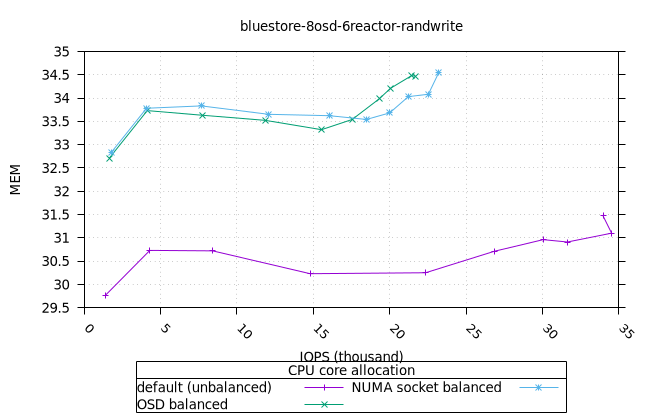 bluestore-8osd-6reactor-randwrite
35
34.5
34
33.5
33
32.5
32
31.5
31
30.5
30
29.5
MEM
0 5 10 15 20 25 30 35
IOPS (thousand)
CPU core allocation
default (unbalanced) NUMA socket balanced
OSD balanced